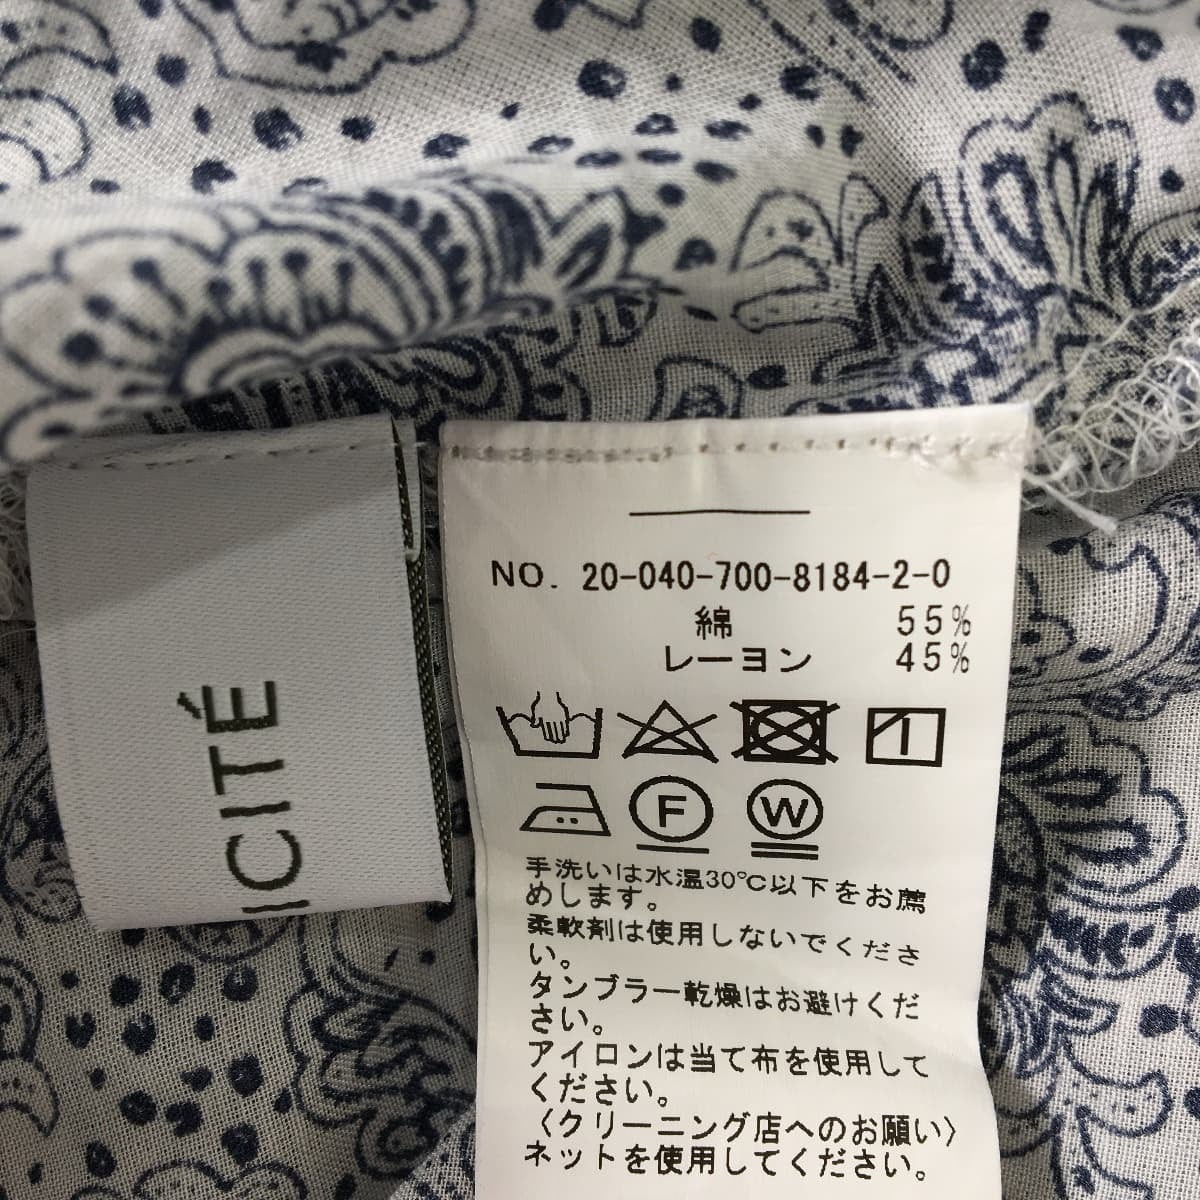 ICITÉ
NO. 20-040-700-8184-2-0
綿 55%
レーヨン 45%
F W
手洗いは水温30℃以下をお薦
めします。
柔軟剤は使用しないでくださ
い。
タンブラー乾燥はお避けくだ
さい。
アイロンは当て布を使用して
ください。
〈クリーニング店へのお願い〉
ネットを使用してください。